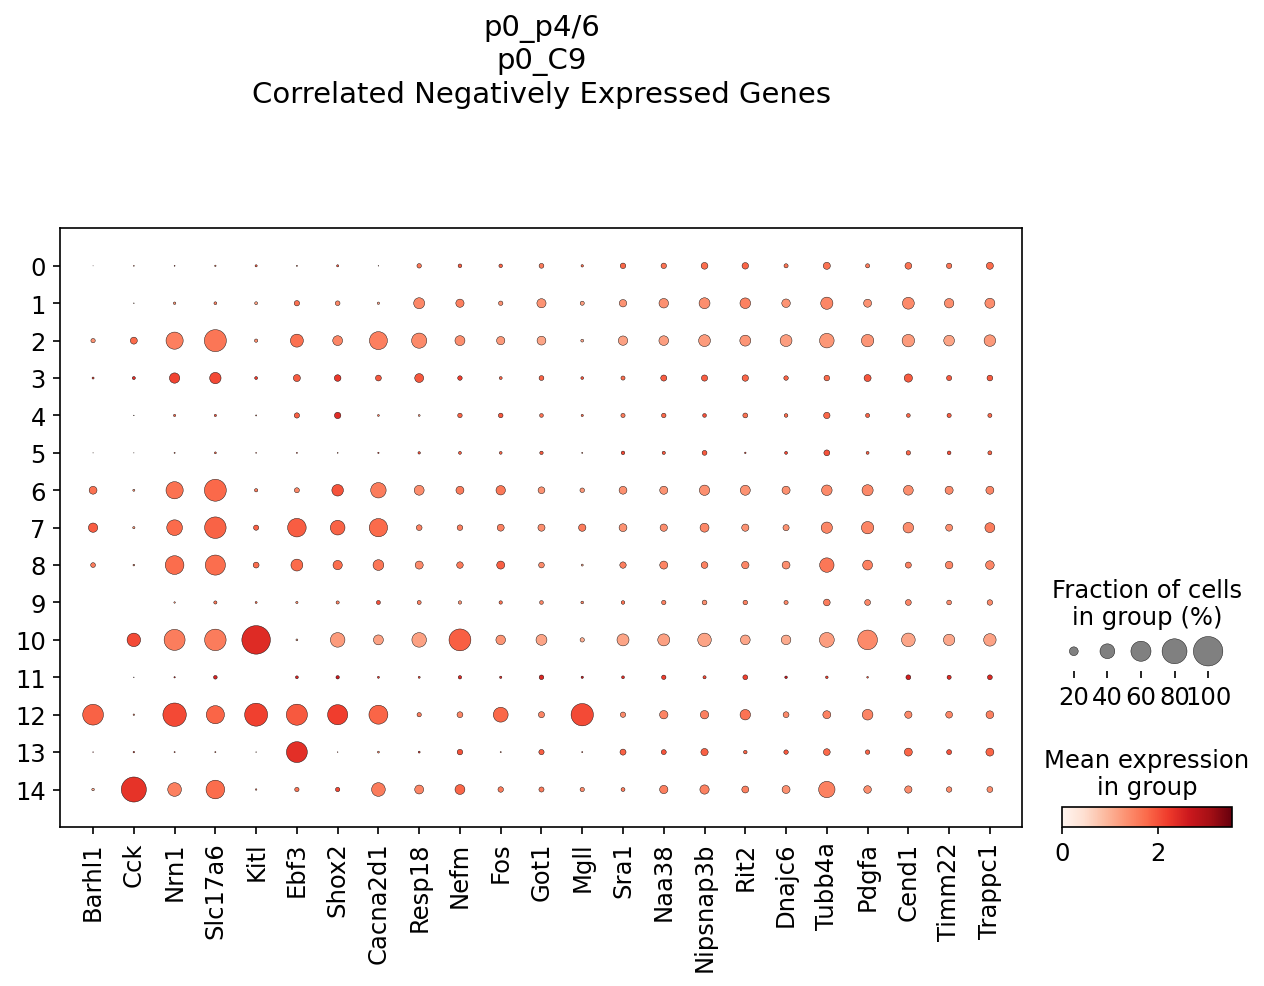 p0_p4/6
p0_C9
Correlated Negatively Expressed Genes
0
1
2
3
4
5
6
7
8
9
10
11
12
13
14
Barhl1
Cck
Nrn1
Slc17a6
Kitl
Ebf3
Shox2
Cacna2d1
Resp18
Nefm
Fos
Got1
Mgll
Sra1
Naa38
Nipsnap3b
Rit2
Dnajc6
Tubb4a
Pdgfa
Cend1
Timm22
Trappc1
Fraction of cells
in group (%)
20 40 60 80 100
Mean expression
in group
0 2